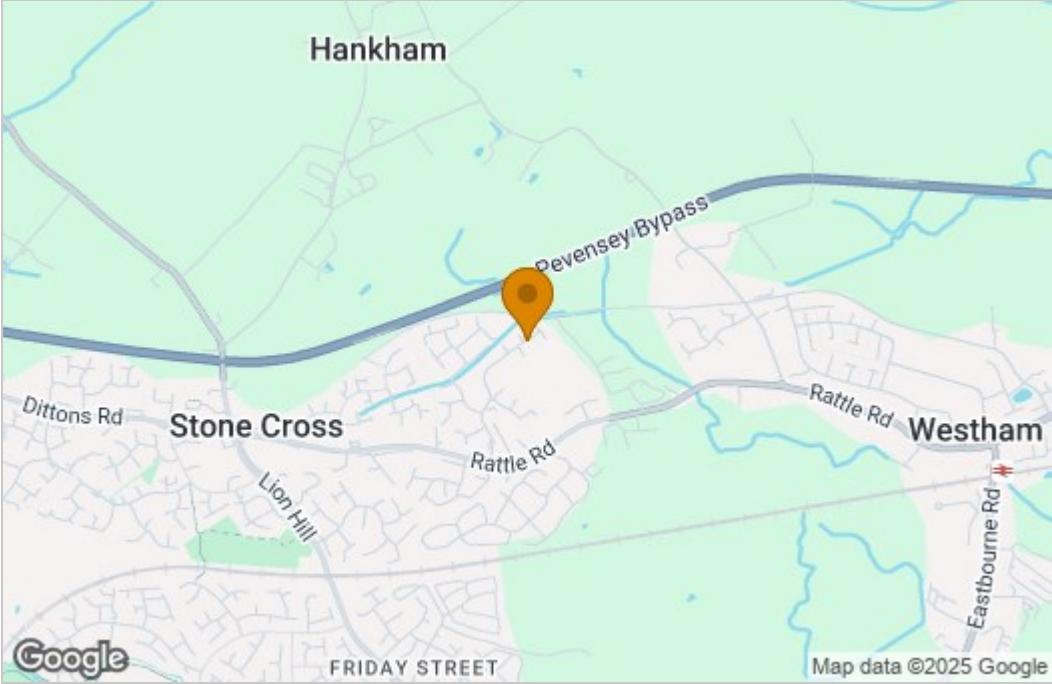 Hankham
Pevensey Bypass
Dittons Rd
Stone Cross
Rattle Rd
Rattle Rd
Westham
Lion Hill
Eastbourne Rd
FRIDAY STREET
Google
Map data ©2025 Google